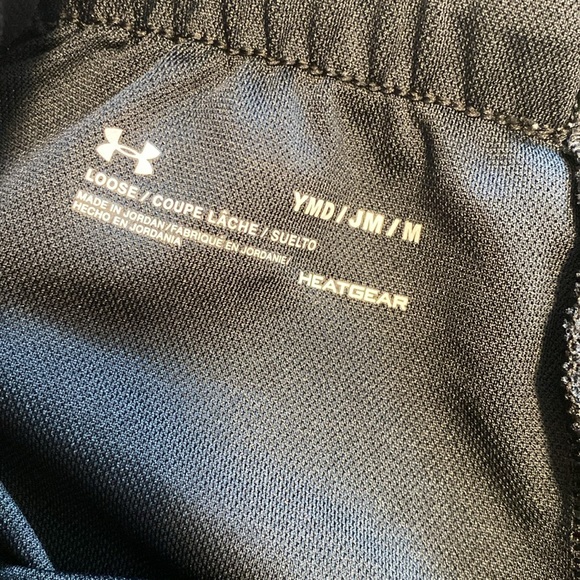 LOOSE / COUPE LÂCHE / SUELTO
MADE IN JORDAN / FABRIQUÉ EN JORDANIE /
HECHO EN JORDANIA
YMD / JM / M
HEATGEAR